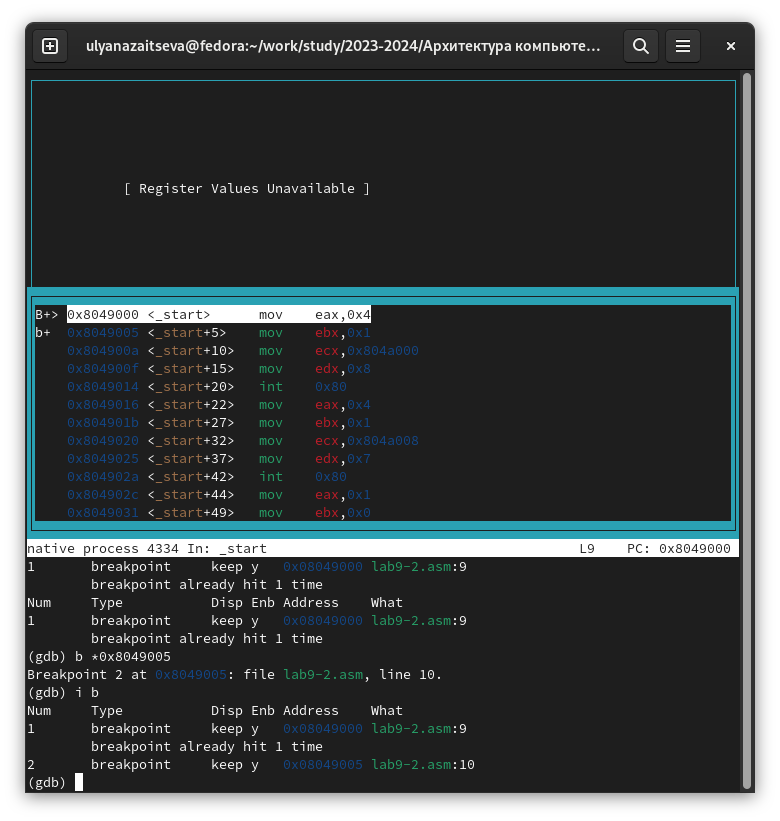 ulyanazaitseva@fedora:~/work/study/2023-2024/Архитектура компьюте…
[ Register Values Unavailable ]
B+> 0x8049000 <_start>      mov    eax,0x4
b+  0x8049005 <_start+5>    mov    ebx,0x1
    0x804900a <_start+10>   mov    ecx,0x804a000
    0x804900f <_start+15>   mov    edx,0x8
    0x8049014 <_start+20>   int    0x80
    0x8049016 <_start+22>   mov    eax,0x4
    0x804901b <_start+27>   mov    ebx,0x1
    0x8049020 <_start+32>   mov    ecx,0x804a008
    0x8049025 <_start+37>   mov    edx,0x7
    0x804902a <_start+42>   int    0x80
    0x804902c <_start+44>   mov    eax,0x1
    0x8049031 <_start+49>   mov    ebx,0x0
native process 4334 In: _start                                       L9    PC: 0x8049000
1       breakpoint     keep y   0x08049000 lab9-2.asm:9
        breakpoint already hit 1 time
Num     Type           Disp Enb Address    What
1       breakpoint     keep y   0x08049000 lab9-2.asm:9
        breakpoint already hit 1 time
(gdb) b *0x8049005
Breakpoint 2 at 0x8049005: file lab9-2.asm, line 10.
(gdb) i b
Num     Type           Disp Enb Address    What
1       breakpoint     keep y   0x08049000 lab9-2.asm:9
        breakpoint already hit 1 time
2       breakpoint     keep y   0x08049005 lab9-2.asm:10
(gdb)